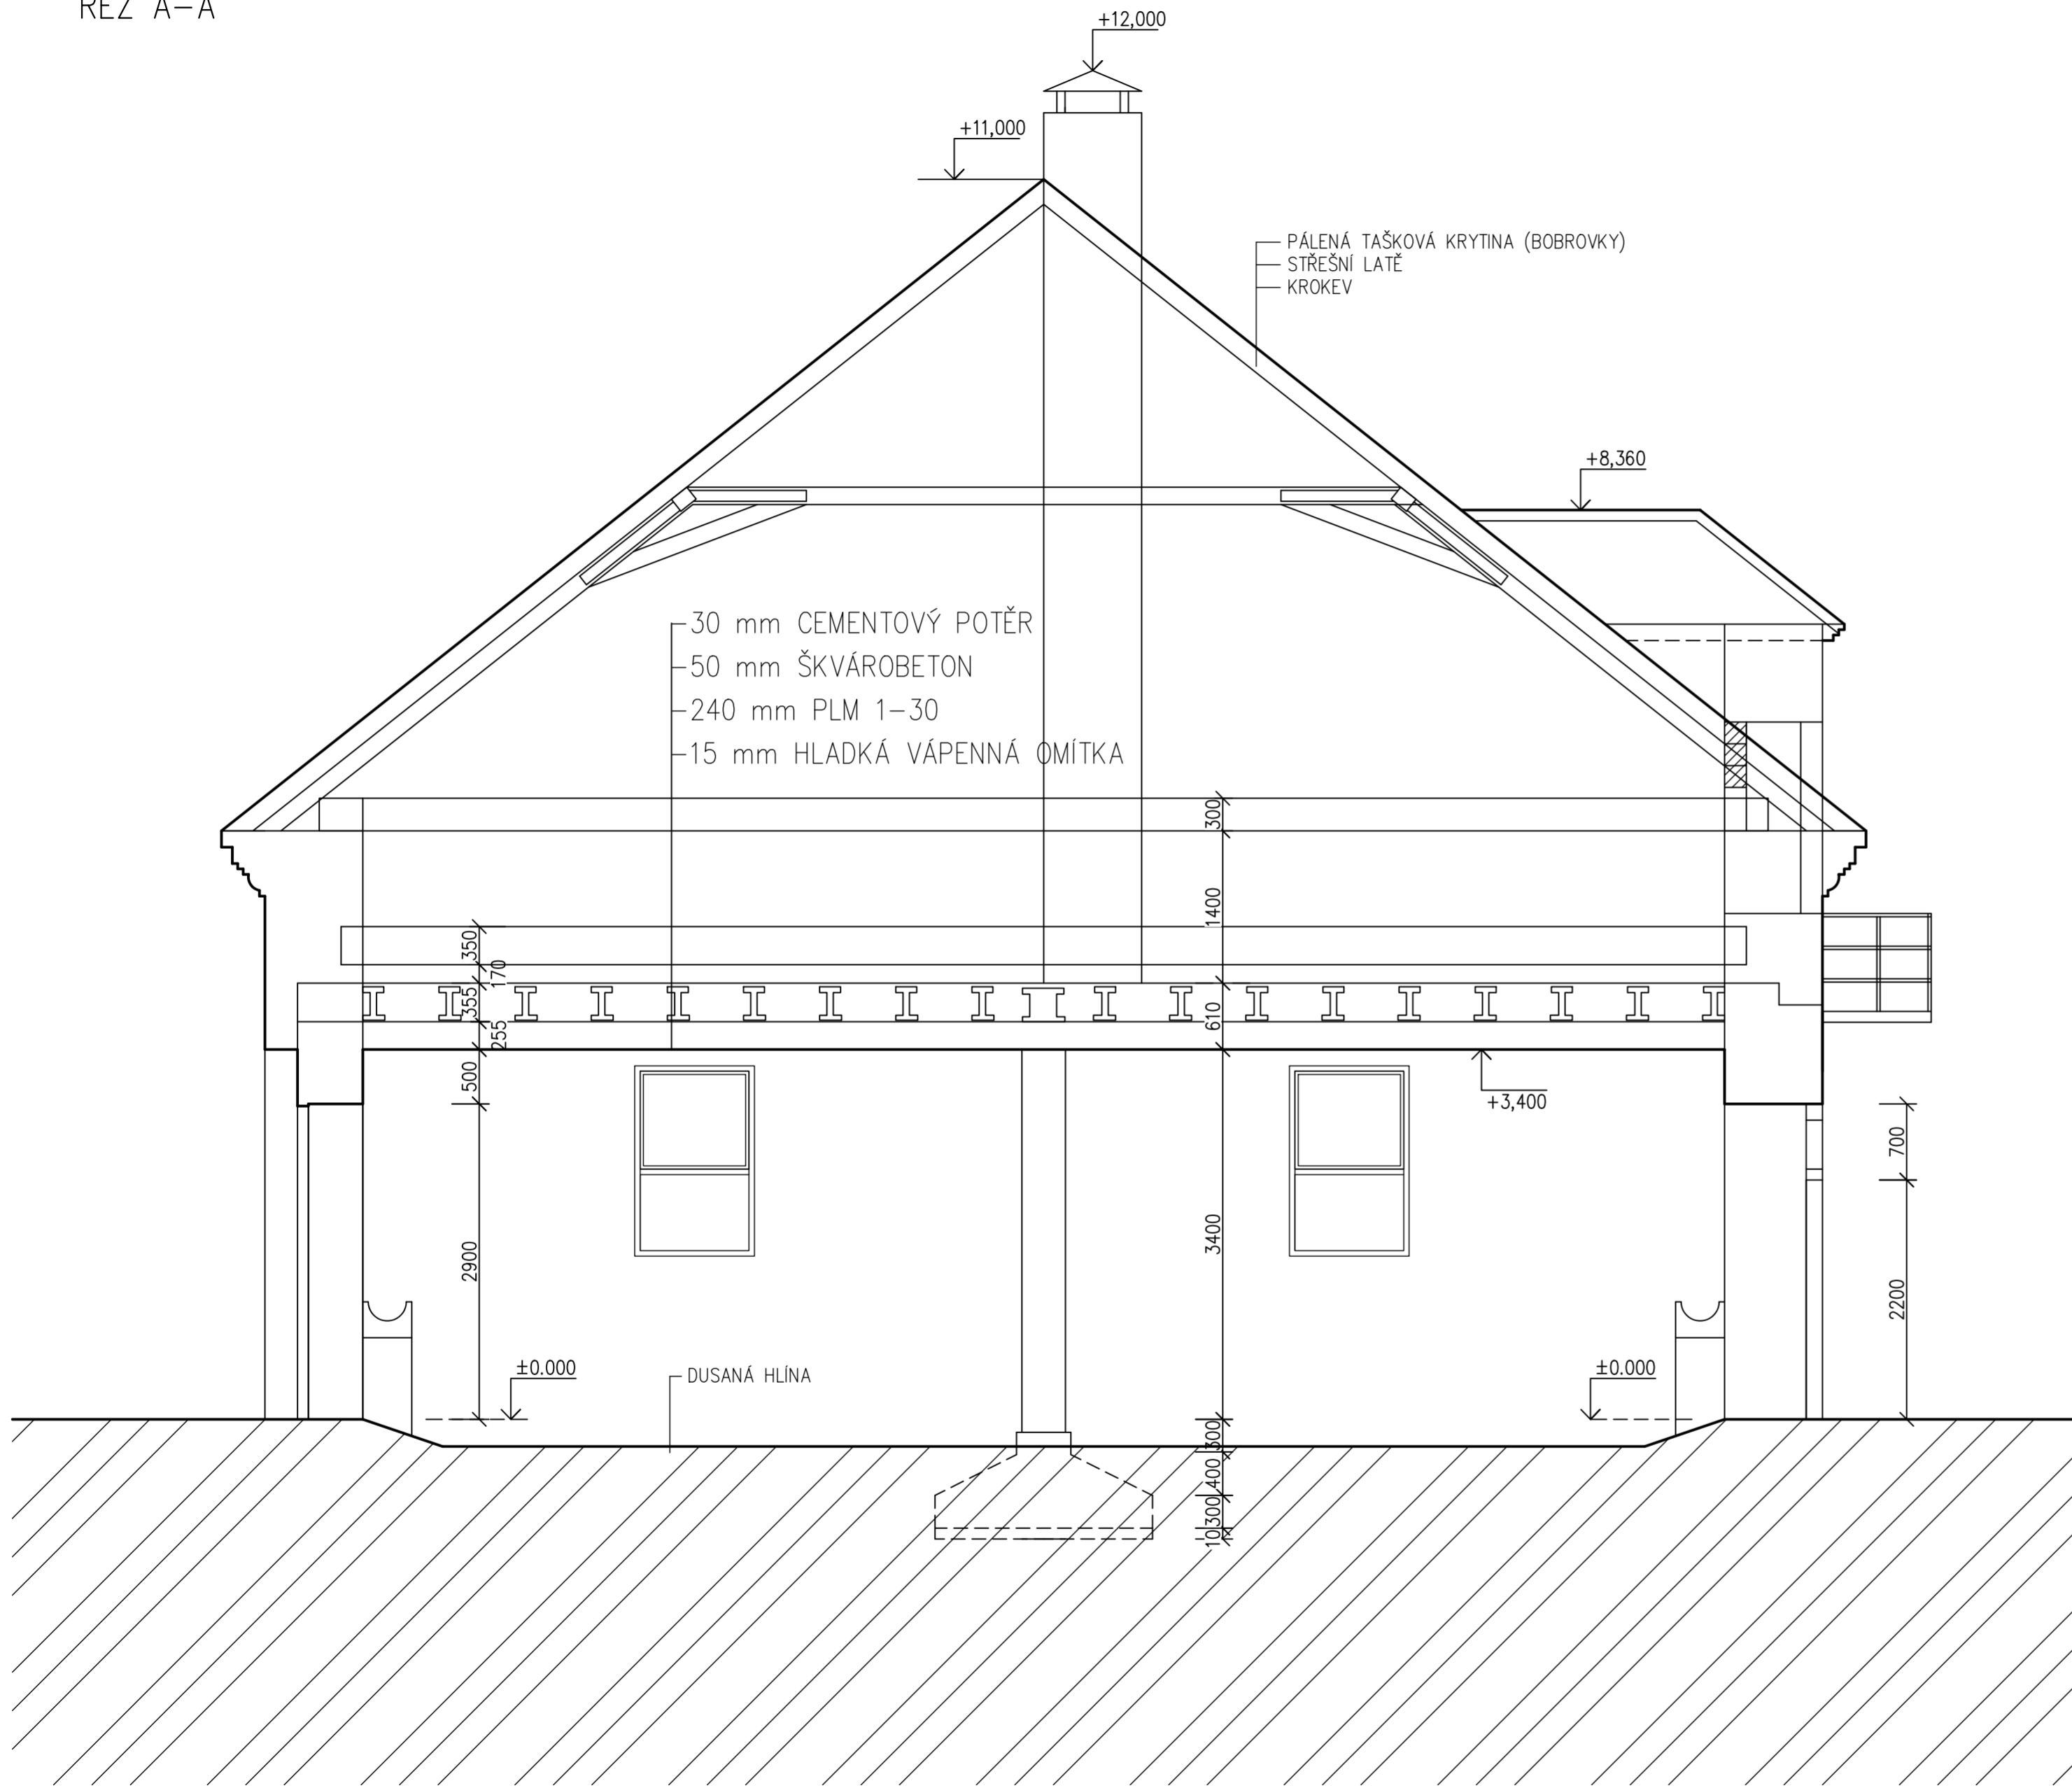 ŘEZ A-A
+12,000
+11,000
PÁLENÁ TAŠKOVÁ KRYTINA (BOBROVKY)
STŘEŠNÍ LATĚ
KROKEV
+8,360
30 mm CEMENTOVÝ POTĚR
50 mm ŠKVÁROBETON
240 mm PLM 1-30
15 mm HLADKÁ VÁPENNÁ OMÍTKA
300
1400
350
170
355
610
255
500
+3,400
700
3400
2900
2200
±0.000
DUSANÁ HLÍNA
±0.000
300
400
300
10